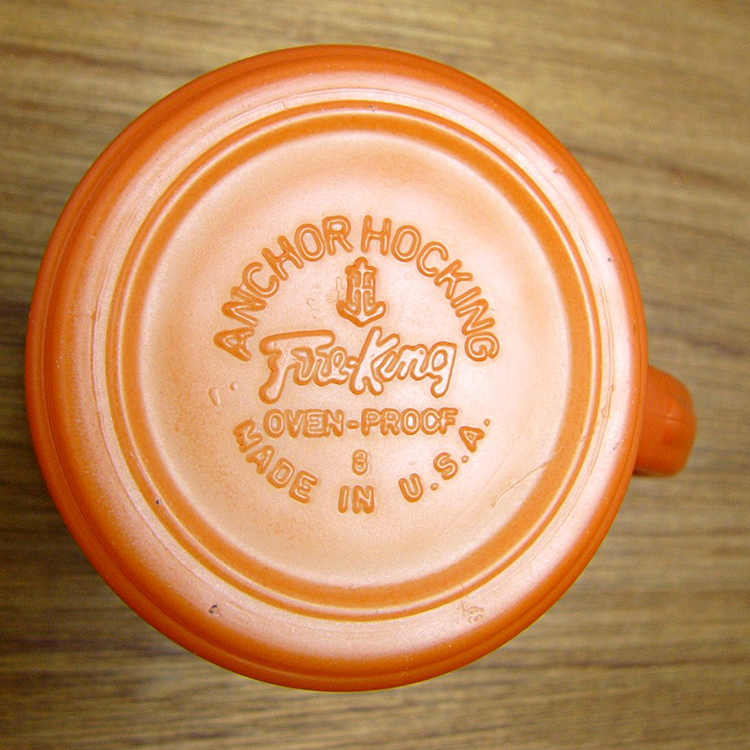 ANCHOR HOCKING
Fire-King
OVEN-PROOF
8
MADE IN U.S.A.